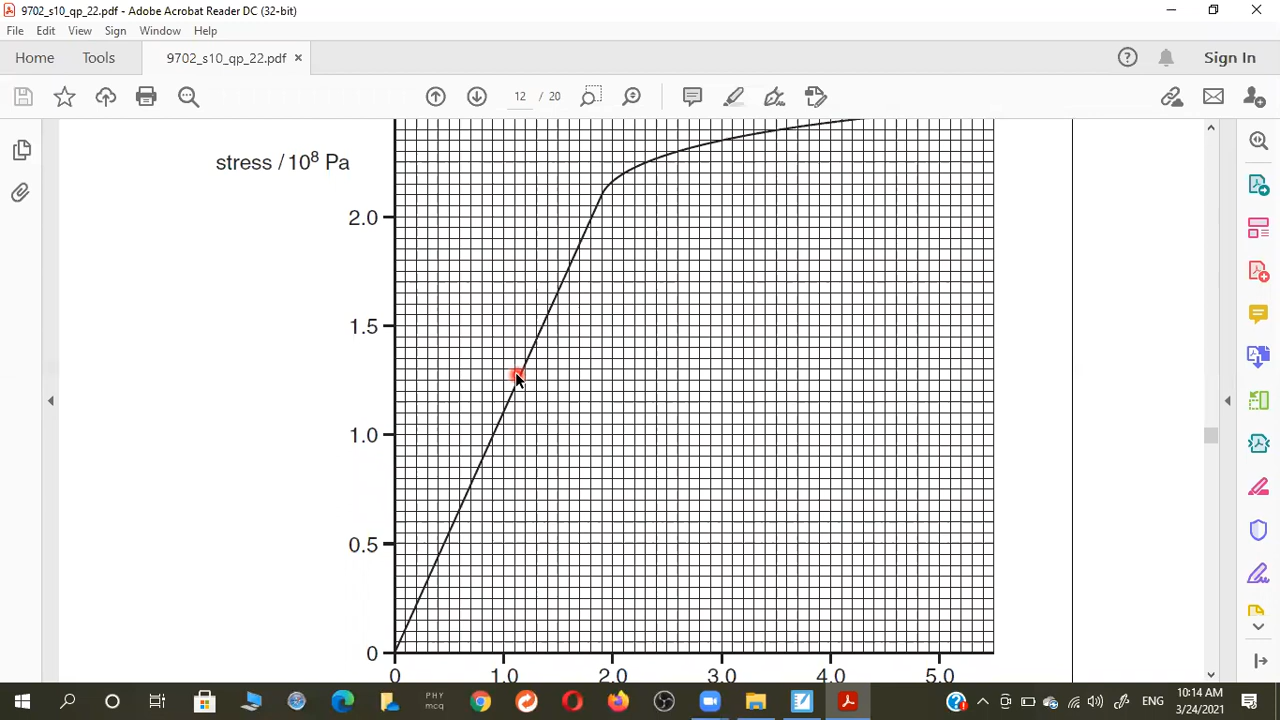 9702_s10_qp_22.pdf - Adobe Acrobat Reader DC (32-bit)
File Edit View Sign Window Help
Home Tools 9702_s10_qp_22.pdf × Sign In
12 / 20
stress / 10⁸ Pa
2.0
1.5
1.0
0.5
0
0 1.0 2.0 3.0 4.0 5.0
PHY
mcq
ENG
10:14 AM
3/24/2021